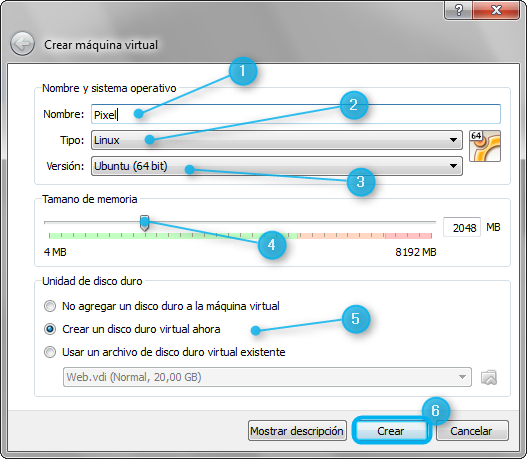 ?
Crear máquina virtual
1
Nombre y sistema operativo
2
Nombre: Pixel
Tipo: Linux 64
Versión: Ubuntu (64 bit)
3
Tamano de memoria
2048 MB
4
4 MB 8192 MB
Unidad de disco duro
No agregar un disco duro a la máquina virtual
5
Crear un disco duro virtual ahora
Usar un archivo de disco duro virtual existente
Web.vdi (Normal, 20,00 GB)
6
Mostrar descripción Crear Cancelar